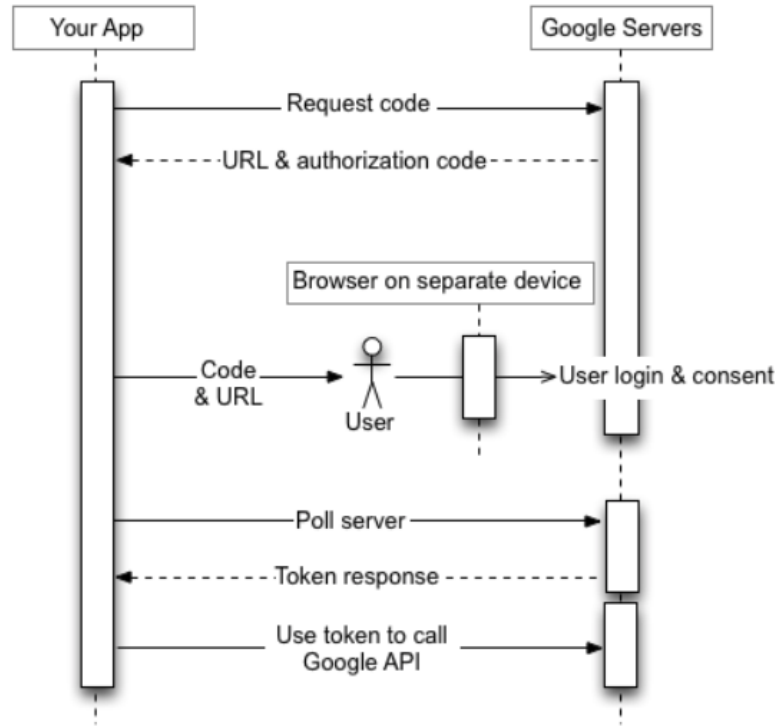 Your App
Google Servers
Request code
URL & authorization code
Browser on separate device
Code
& URL
User login & consent
User
Poll server
Token response
Use token to call
Google API